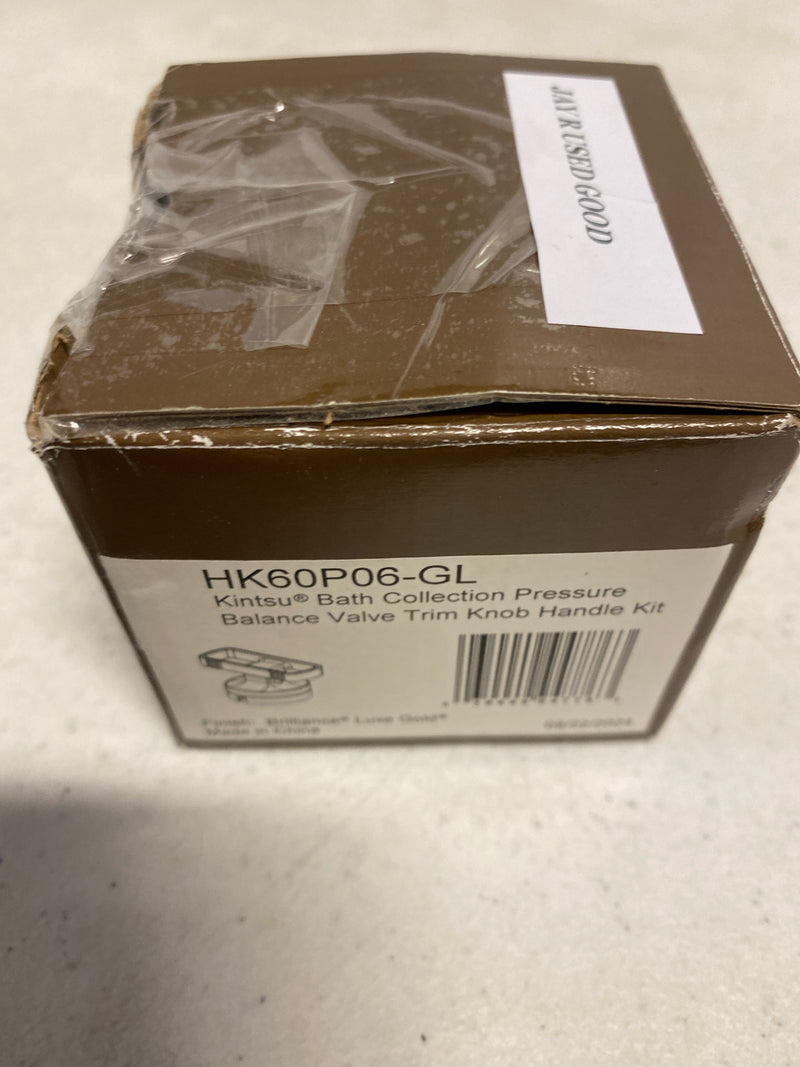 JAY R USED GOOD
HK60P06-GL
Kintsu® Bath Collection Pressure
Balance Valve Trim Knob Handle Kit
Finish: Brilliance® Luxe Gold®
Made in China